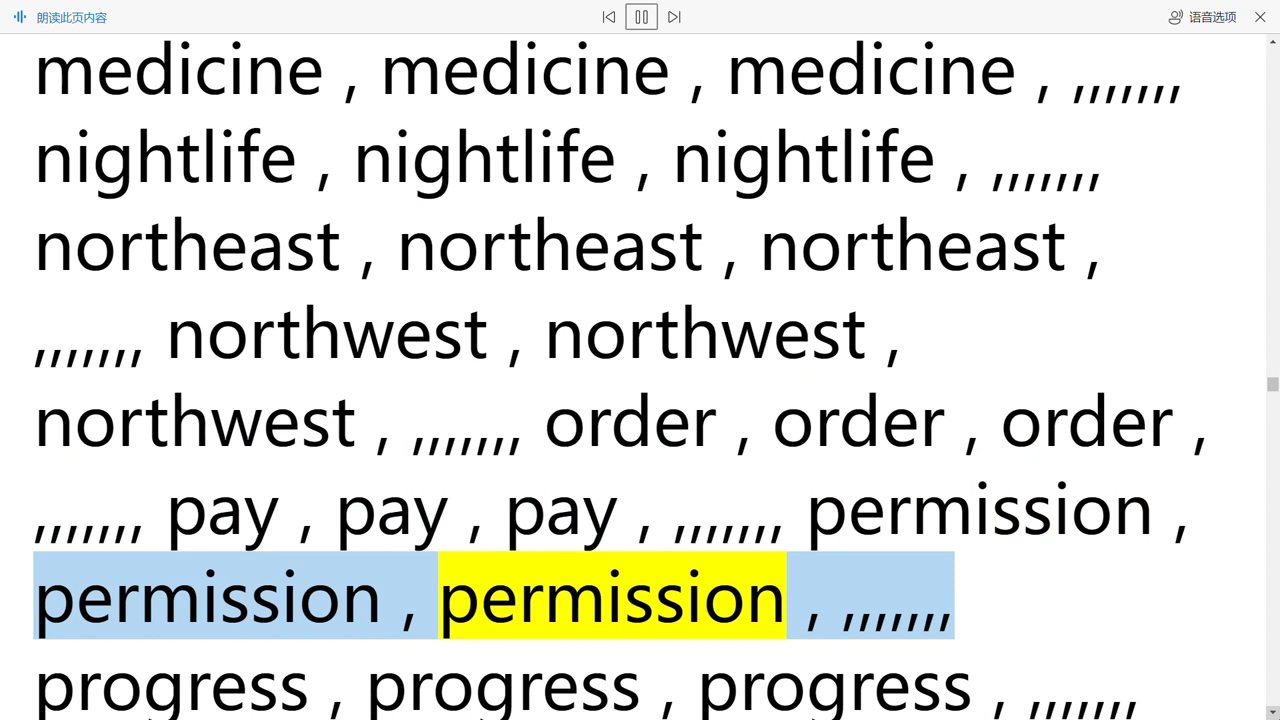 朗读此页内容 语音选项
medicine , medicine , medicine , ,,,,,,,
nightlife , nightlife , nightlife , ,,,,,,,
northeast , northeast , northeast ,
,,,,,,, northwest , northwest ,
northwest , ,,,,,,, order , order , order ,
,,,,,,, pay , pay , pay , ,,,,,,, permission ,
permission , permission , ,,,,,,,
progress , progress , progress , ,,,,,,,